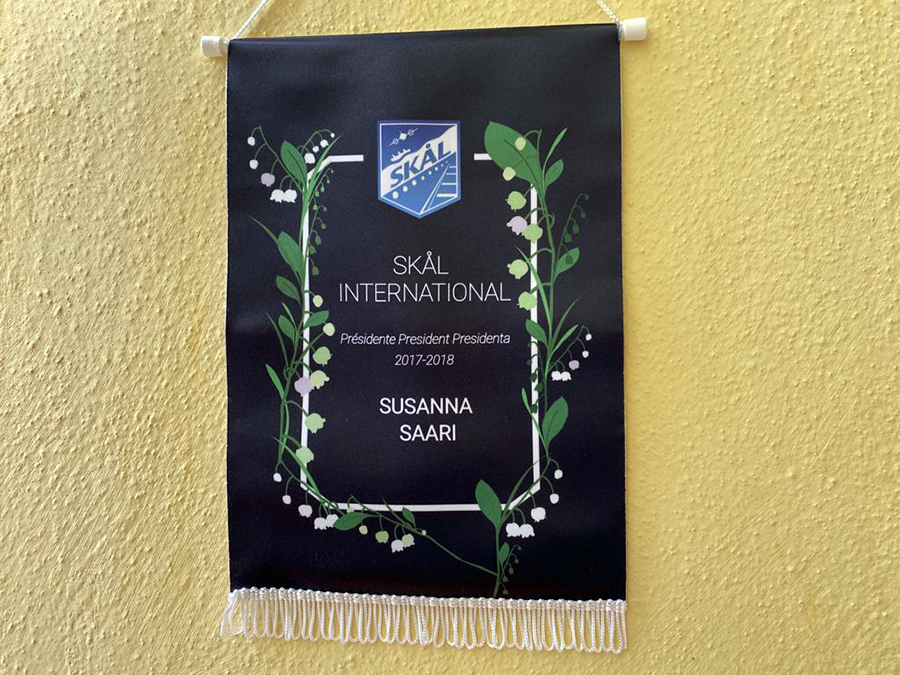 SKÅL
SKÅL
INTERNATIONAL
Présidente President Presidenta
2017-2018
SUSANNA
SAARI